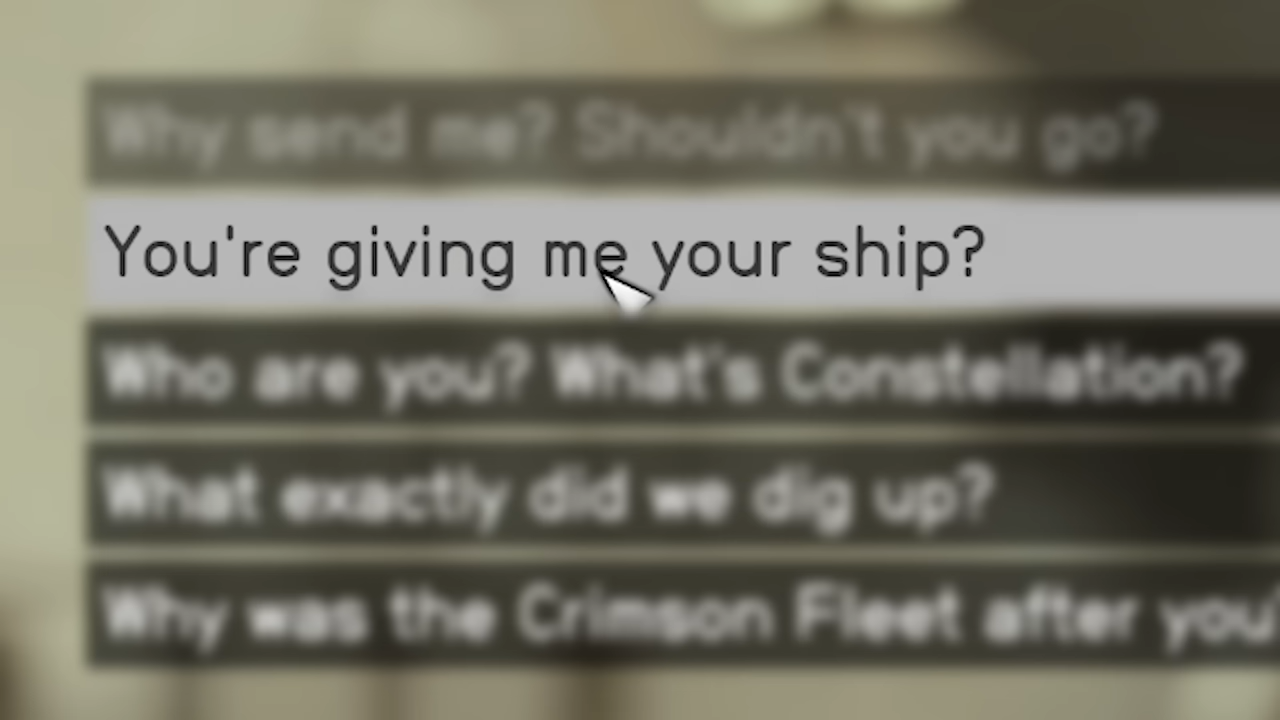 Why send me? Shouldn't you go?
You're giving me your ship?
Who are you? What's Constellation?
What exactly did we dig up?
Why was the Crimson Fleet after you